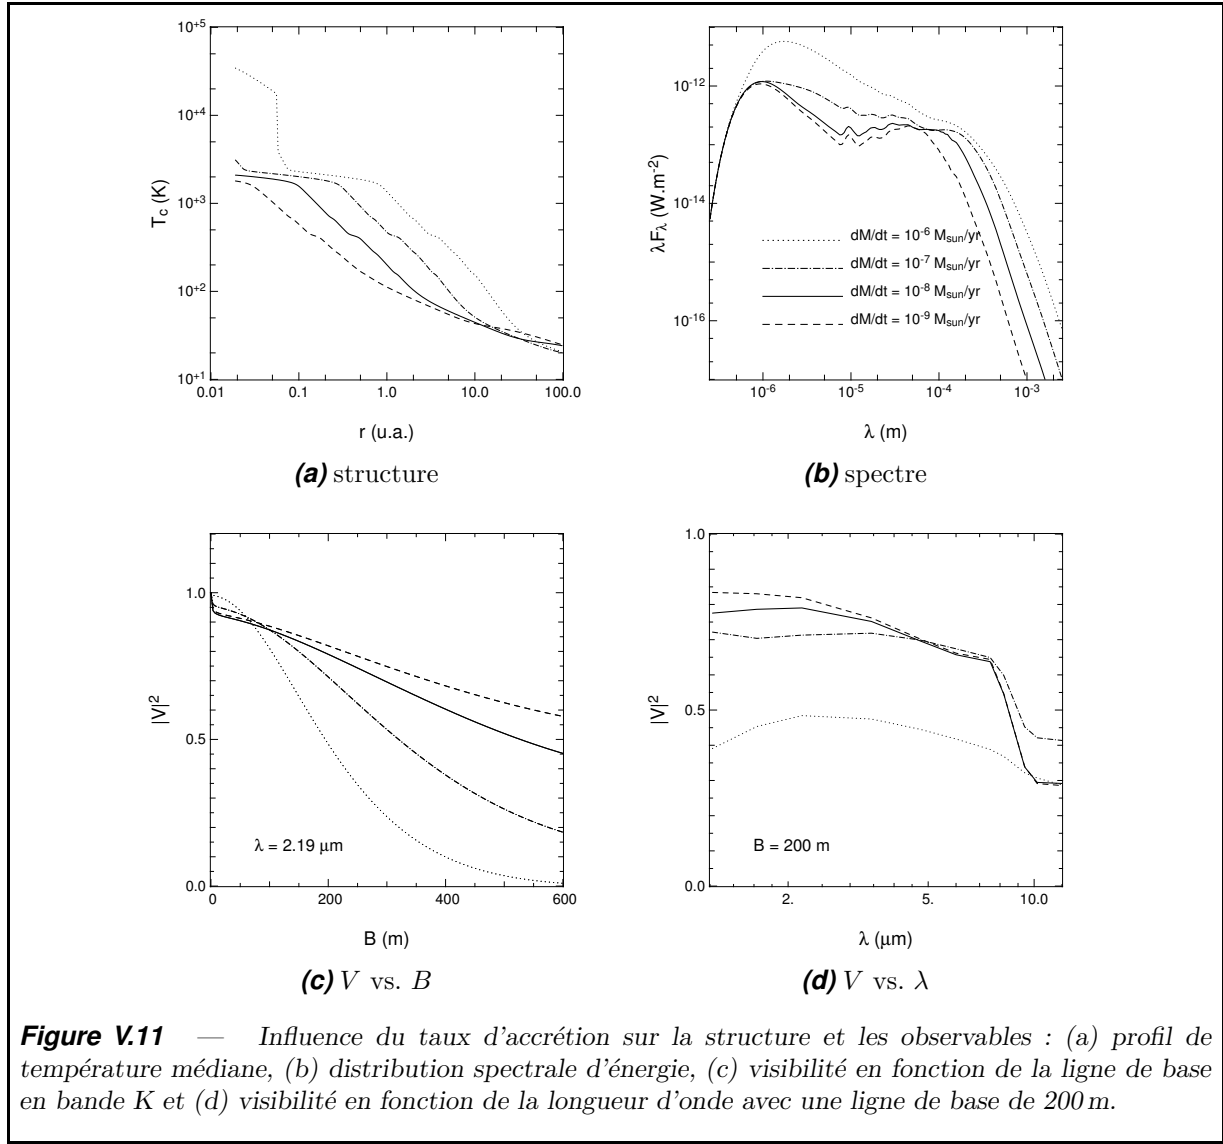 10+5
10+4
10+3
10+2
10+1
Tc (K)
0.01 0.1 1.0 10.0 100.0
r (u.a.)
(a) structure
10-12
10-14
10-16
λFλ (W.m-2)
dM/dt = 10-6 Msun/yr
dM/dt = 10-7 Msun/yr
dM/dt = 10-8 Msun/yr
dM/dt = 10-9 Msun/yr
10-6 10-5 10-4 10-3
λ (m)
(b) spectre
1.0
0.5
0.0
|V|2
λ = 2.19 μm
0 200 400 600
B (m)
(c) V vs. B
1.0
0.5
0.0
|V|2
B = 200 m
2. 5. 10.0
λ (μm)
(d) V vs. λ
Figure V.11 — Influence du taux d'accrétion sur la structure et les observables : (a) profil de
température médiane, (b) distribution spectrale d'énergie, (c) visibilité en fonction de la ligne de base
en bande K et (d) visibilité en fonction de la longueur d'onde avec une ligne de base de 200 m.